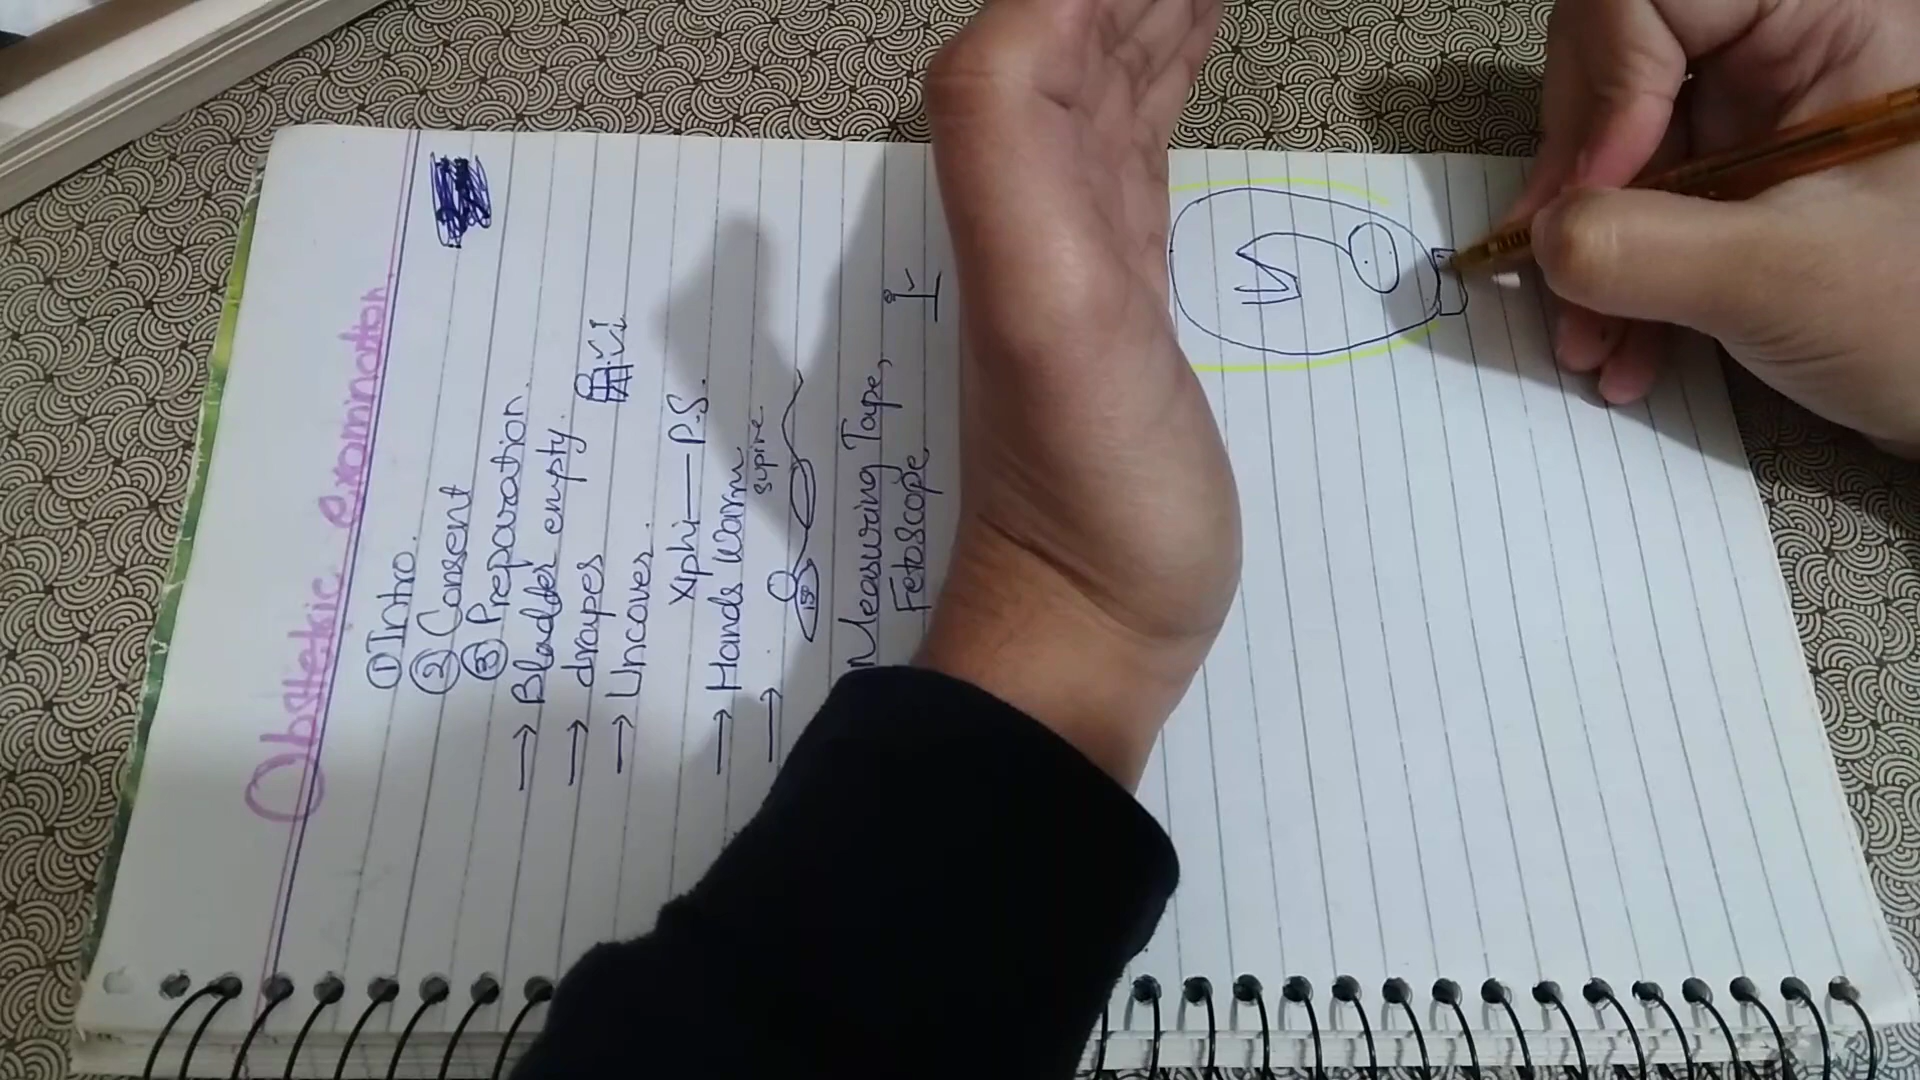 Obstetric examination
① Intro.
② Consent
③ Preparation.
→ Bladder empty.
→ drapes
→ Uncover.
Xiphi — P.S.
→ Hands Warm
→ supine
15°
Measuring Tape,
Fetoscope